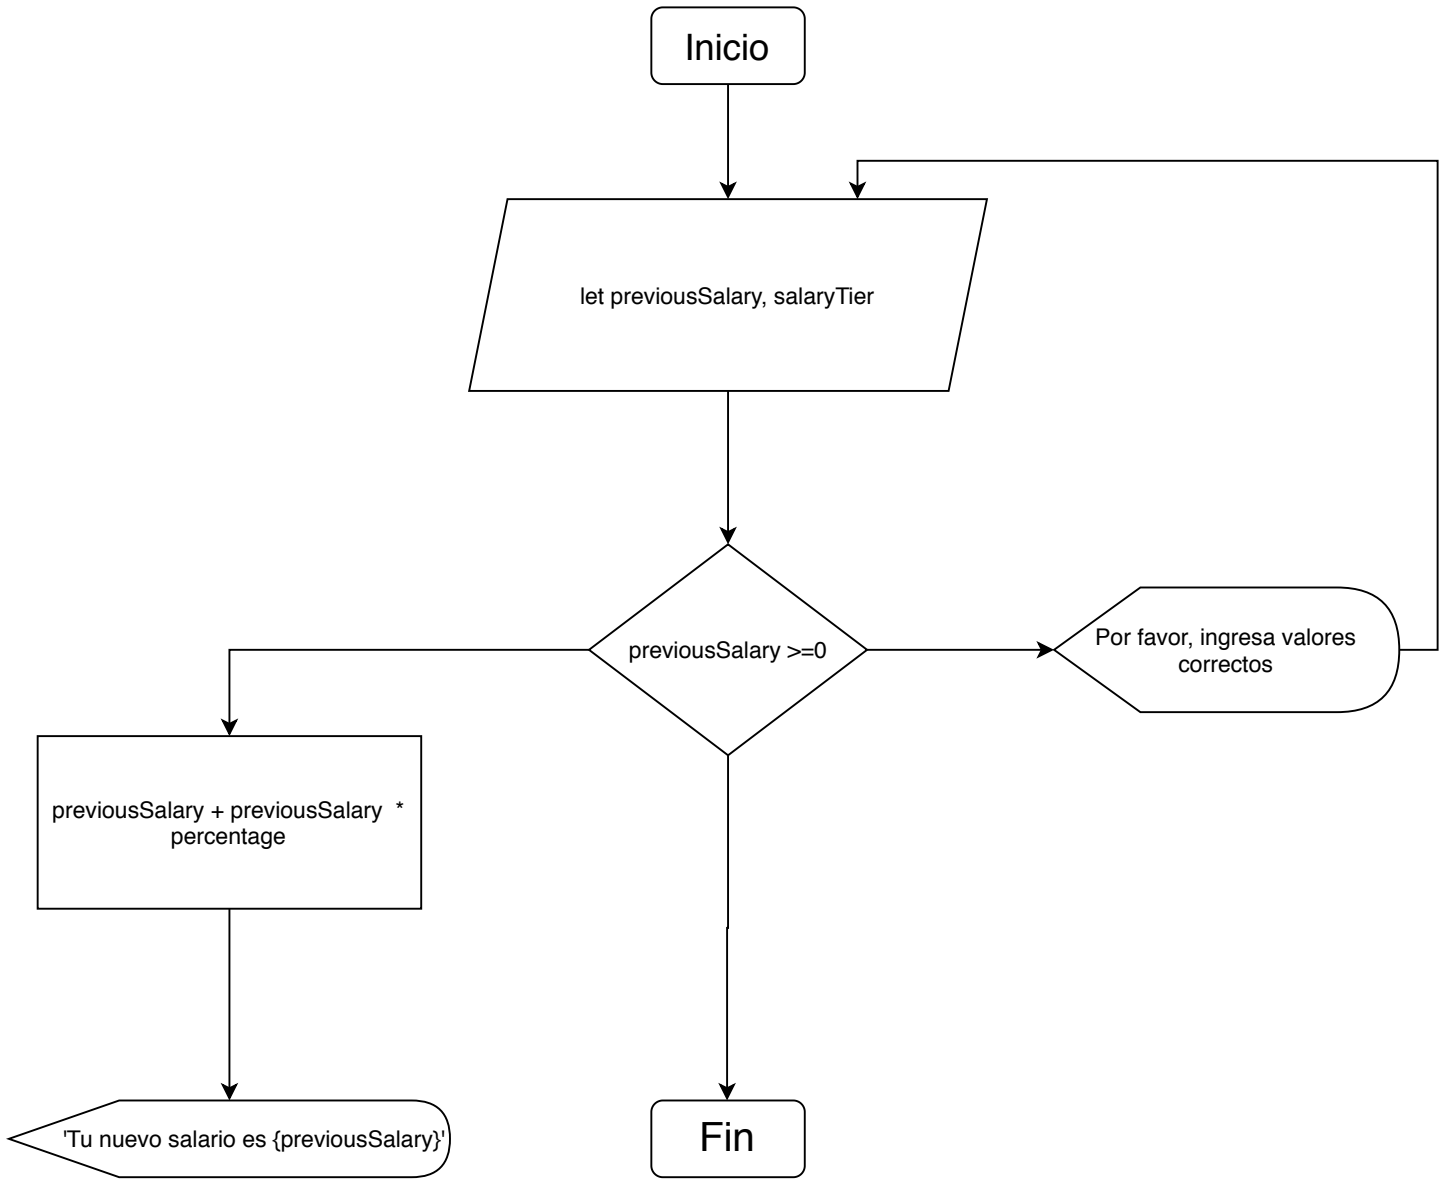 Inicio
let previousSalary, salaryTier
previousSalary >=0
Por favor, ingresa valores
correctos
previousSalary + previousSalary *
percentage
'Tu nuevo salario es {previousSalary}'
Fin